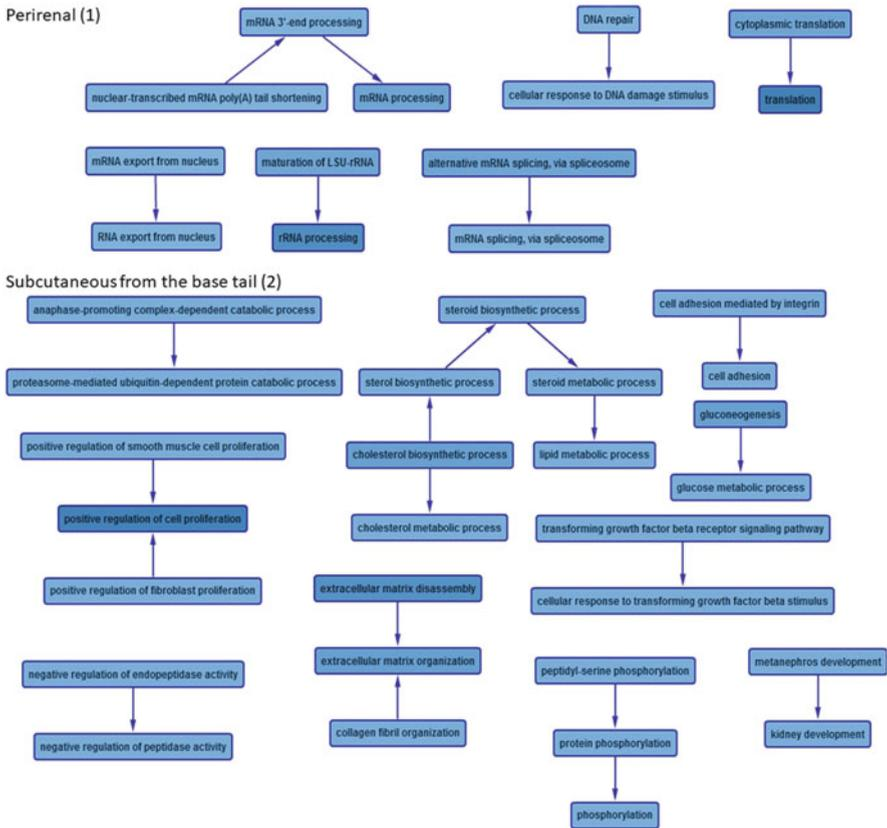 Perirenal (1)
mRNA 3'-end processing
DNA repair
cytoplasmic translation
nuclear-transcribed mRNA poly(A) tail shortening
mRNA processing
cellular response to DNA damage stimulus
translation
mRNA export from nucleus
maturation of LSU-rRNA
alternative mRNA splicing, via spliceosome
RNA export from nucleus
rRNA processing
mRNA splicing, via spliceosome
Subcutaneous from the base tail (2)
anaphase-promoting complex-dependent catabolic process
steroid biosynthetic process
cell adhesion mediated by integrin
proteasome-mediated ubiquitin-dependent protein catabolic process
sterol biosynthetic process
steroid metabolic process
cell adhesion
gluconeogenesis
positive regulation of smooth muscle cell proliferation
cholesterol biosynthetic process
lipid metabolic process
glucose metabolic process
positive regulation of cell proliferation
cholesterol metabolic process
transforming growth factor beta receptor signaling pathway
positive regulation of fibroblast proliferation
extracellular matrix disassembly
cellular response to transforming growth factor beta stimulus
negative regulation of endopeptidase activity
extracellular matrix organization
peptidyl-serine phosphorylation
metanephros development
negative regulation of peptidase activity
collagen fibril organization
protein phosphorylation
kidney development
phosphorylation